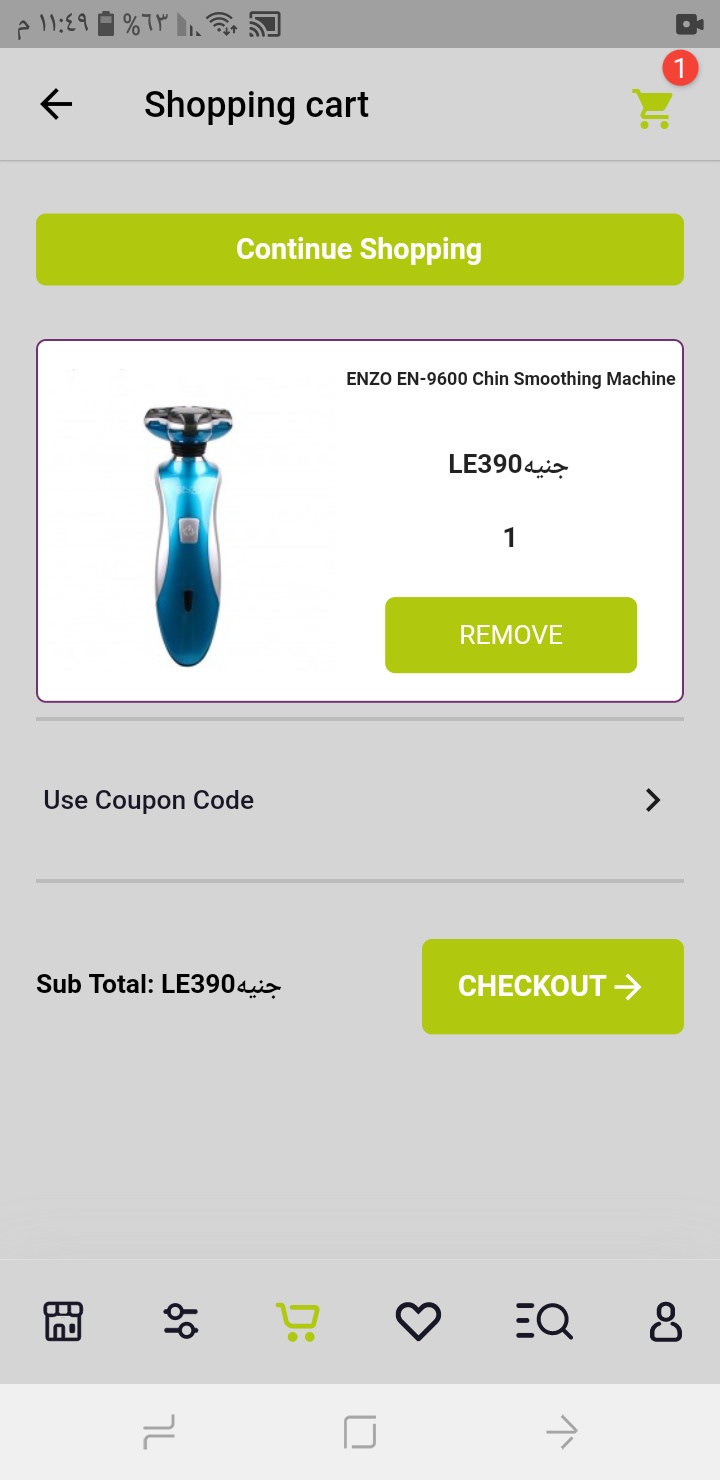 م ١١:٤٩ %٦٣
1
Shopping cart
Continue Shopping
ENZO EN-9600 Chin Smoothing Machine
LE390جنيه
1
REMOVE
Use Coupon Code
Sub Total: LE390جنيه
CHECKOUT